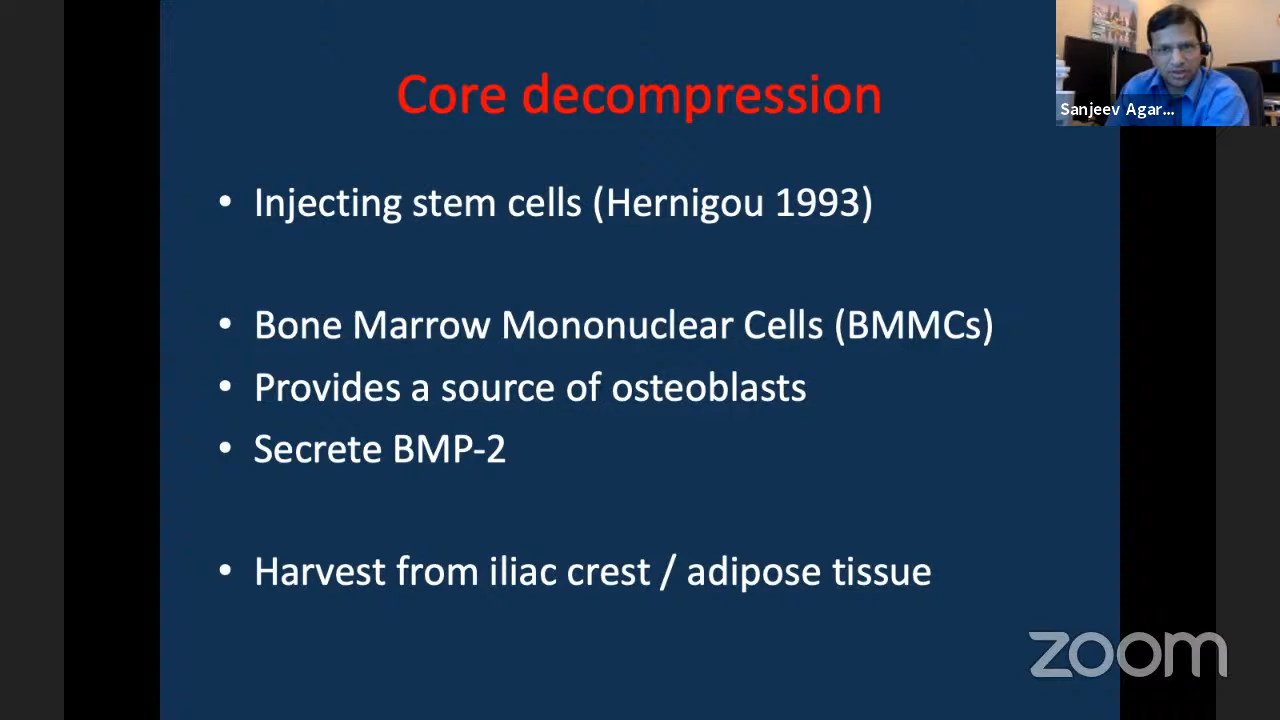 Core decompression
Sanjeev Agar...
• Injecting stem cells (Hernigou 1993)
• Bone Marrow Mononuclear Cells (BMMCs)
• Provides a source of osteoblasts
• Secrete BMP-2
• Harvest from iliac crest / adipose tissue
zoom